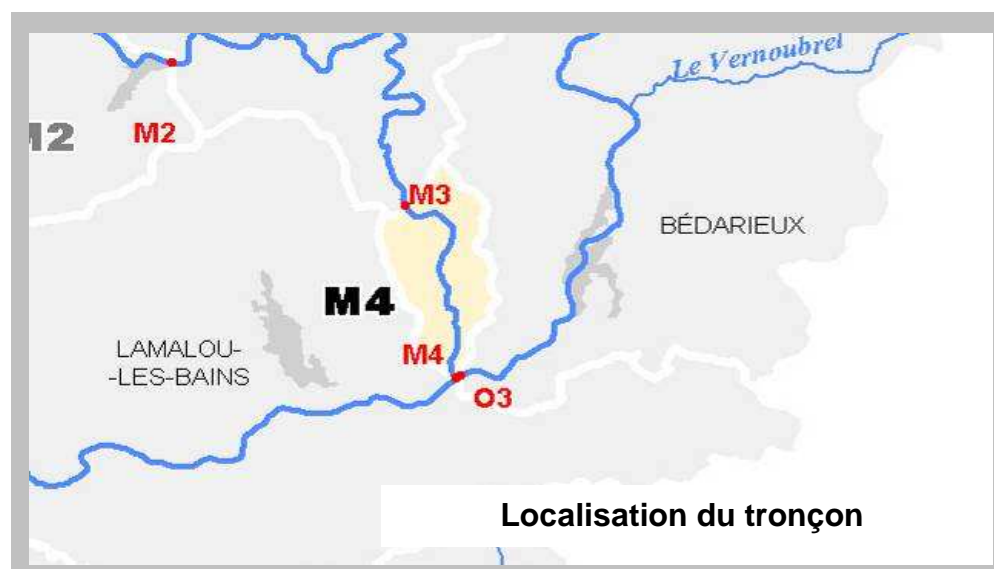 Le Vernoubrel
M2
M2
M3
BÉDARIEUX
M4
LAMALOU-
-LES-BAINS
M4
O3
Localisation du tronçon